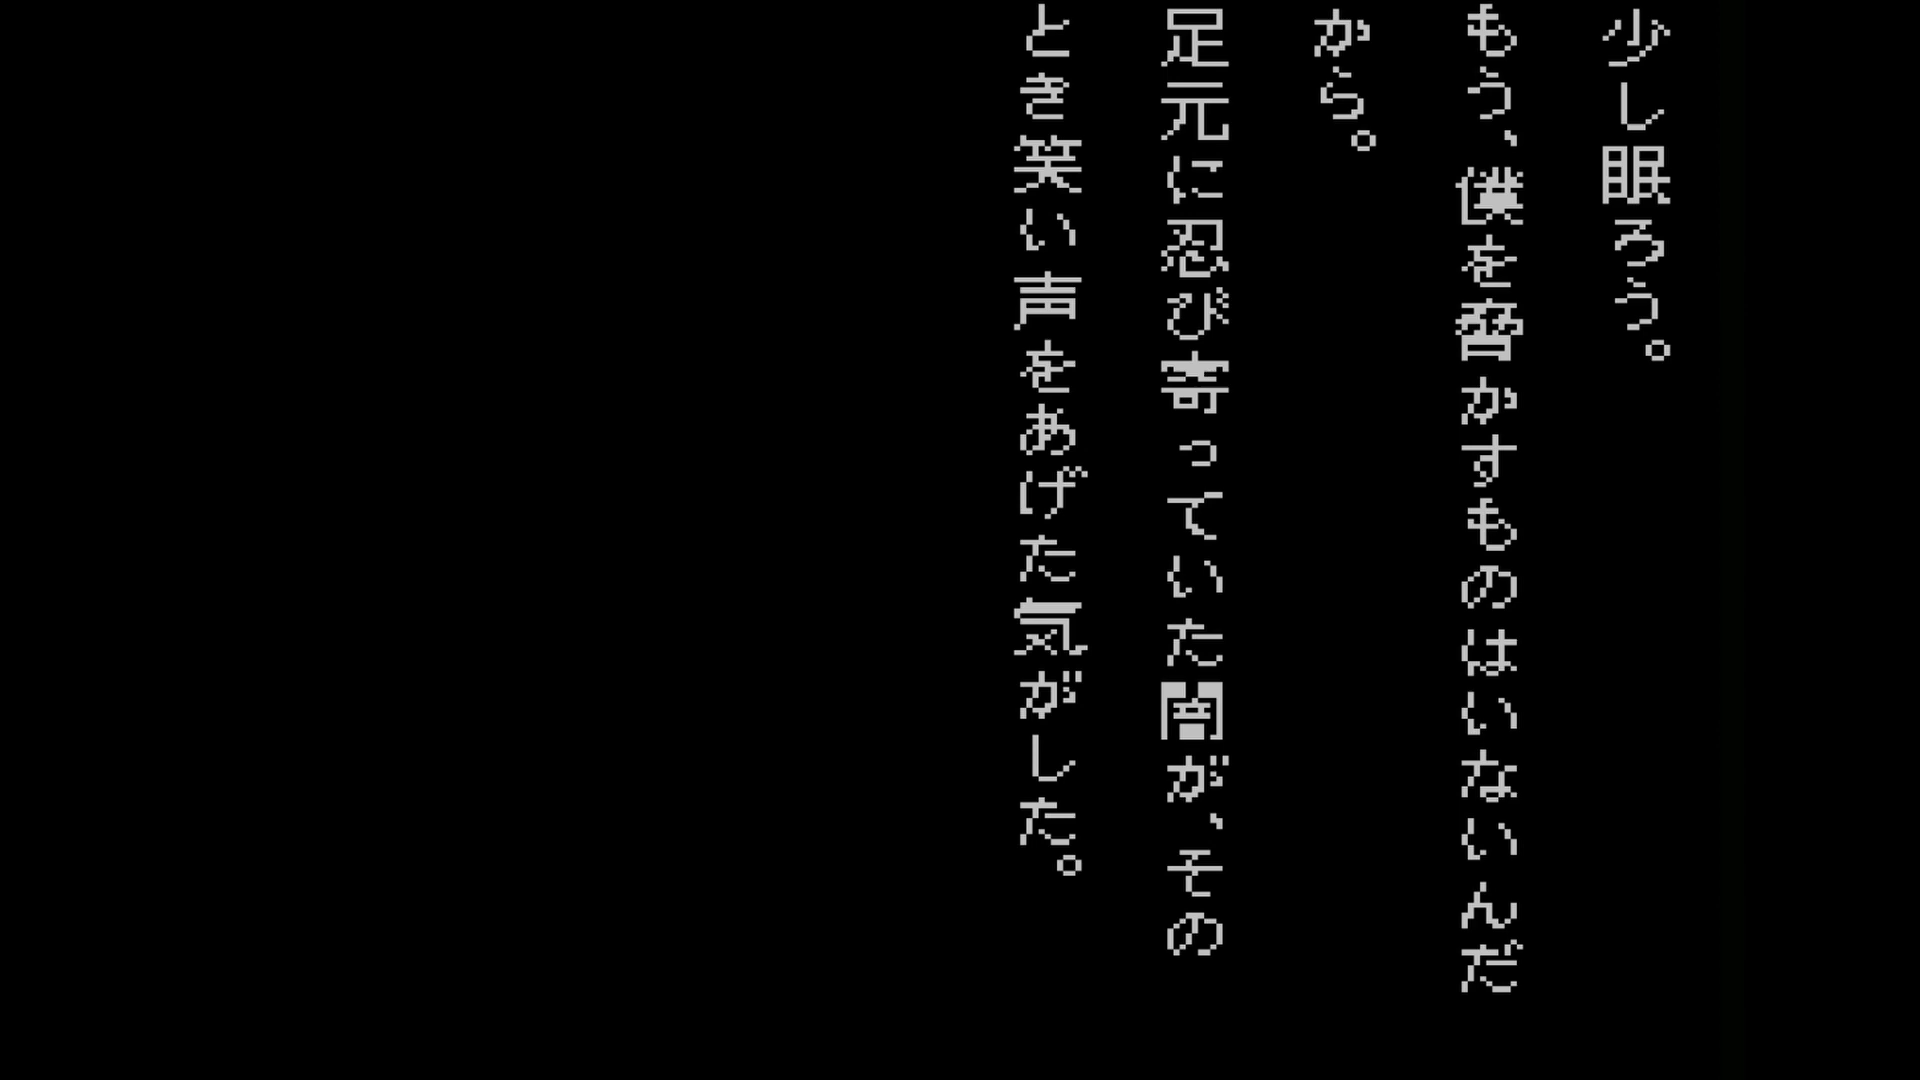 少し眠ろう。
もう、僕を脅かすものはいないんだ
から。
足元に忍び寄っていた闇が、その
とき笑い声をあげた気がした。